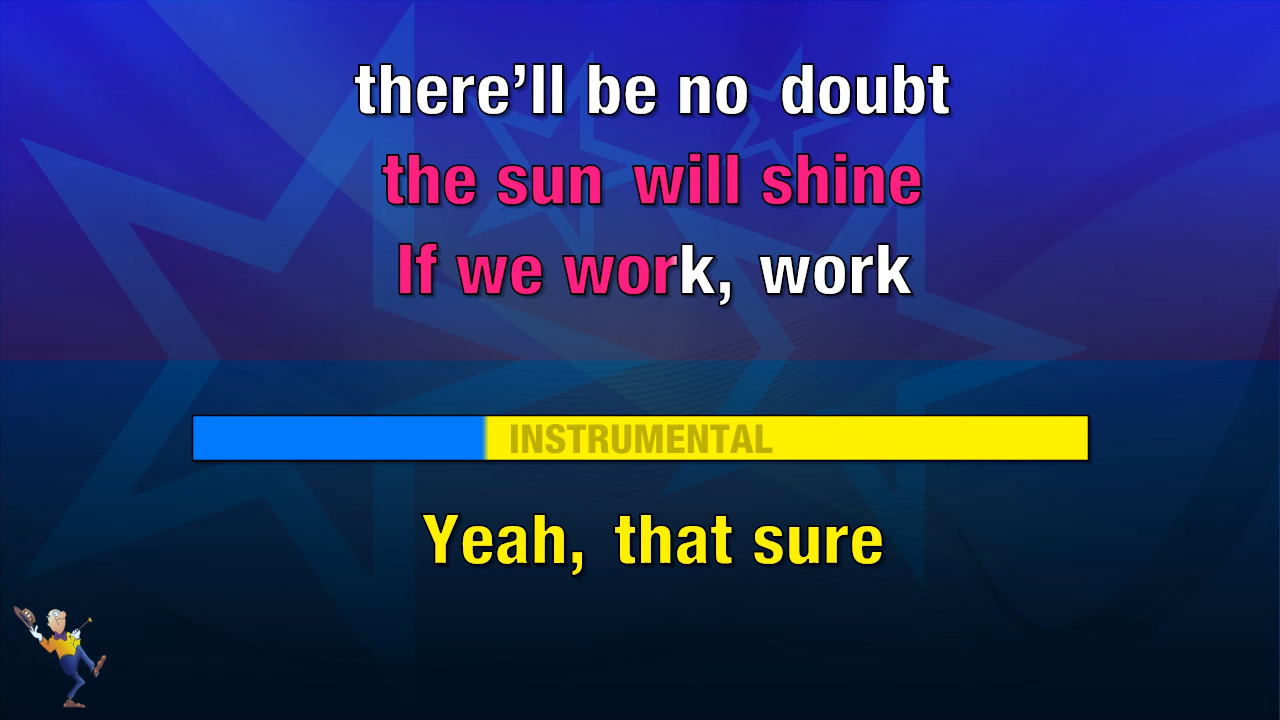 there’ll be no doubt
the sun will shine
If we work, work
INSTRUMENTAL
Yeah, that sure